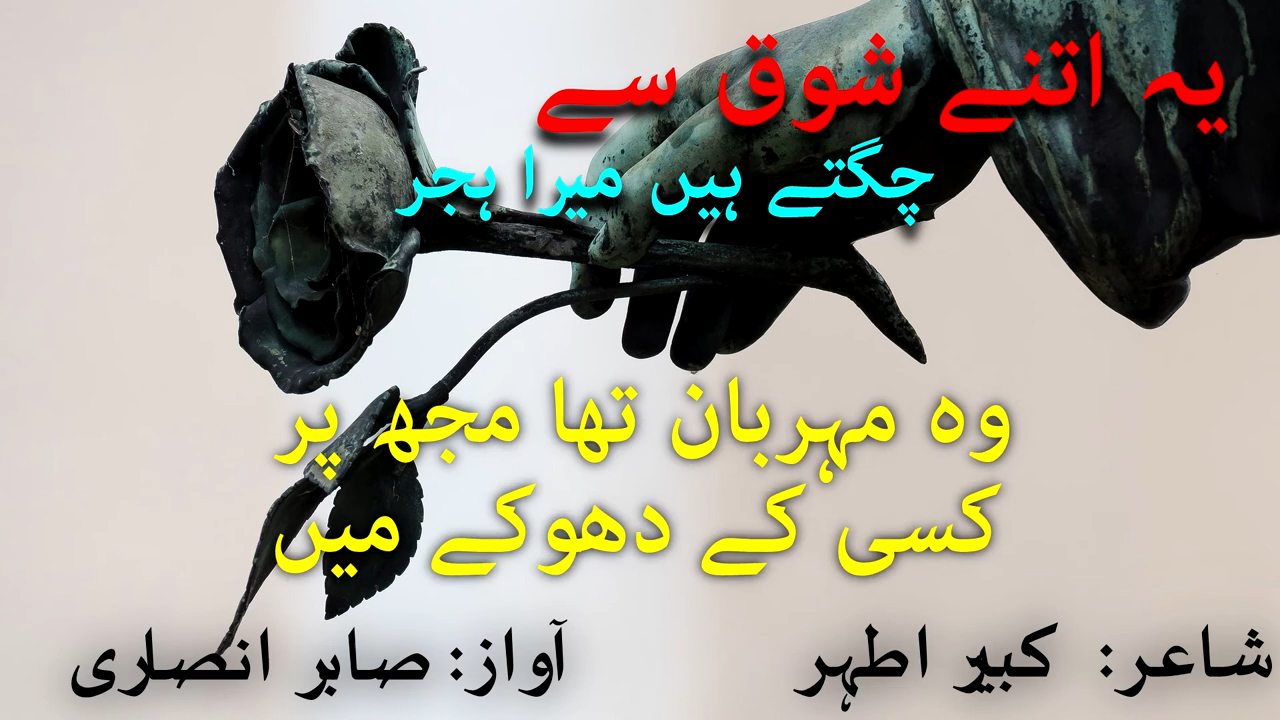 یہ اتنے شوق سے
چگتے ہیں میرا ہجر
وہ مہربان تھا مجھ پر
کسی کے دھوکے میں
شاعر: کبیر اطہر
آواز: صابر انصاری